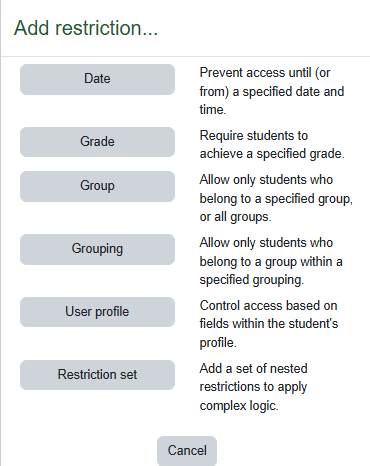 Add restriction...
Date
Prevent access until (or
from) a specified date and
time.
Grade
Require students to
achieve a specified grade.
Group
Allow only students who
belong to a specified group,
or all groups.
Grouping
Allow only students who
belong to a group within a
specified grouping.
User profile
Control access based on
fields within the student's
profile.
Restriction set
Add a set of nested
restrictions to apply
complex logic.
Cancel